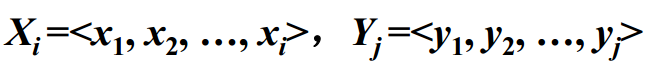 Xᵢ=<x₁, x₂, …, xᵢ>，Yⱼ=<y₁, y₂, …, yⱼ>